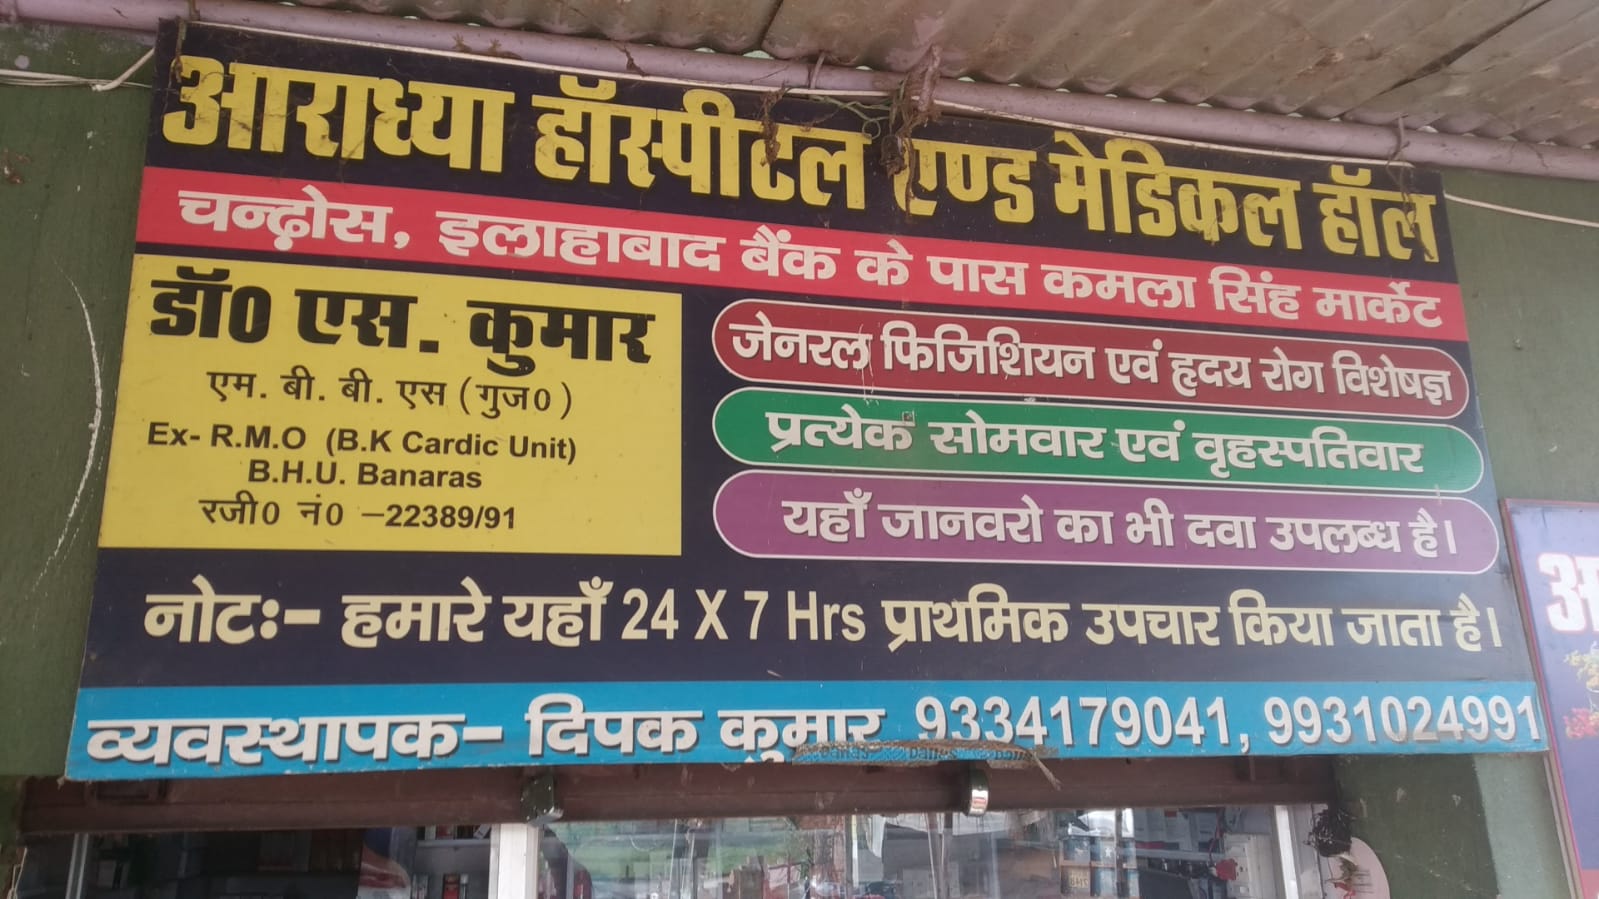 आराध्या हॉस्पीटल एण्ड मेडिकल हॉल
चन्ढ़ोस, इलाहाबाद बैंक के पास कमला सिंह मार्केट
डॉ० एस. कुमार
एम. बी. बी. एस (गुज०)
Ex- R.M.O (B.K Cardic Unit)
B.H.U. Banaras
रजी० नं० –22389/91
जेनरल फिजिशियन एवं हृदय रोग विशेषज्ञ
प्रत्येक सोमवार एवं वृहस्पतिवार
यहाँ जानवरो का भी दवा उपलब्ध है।
नोटः- हमारे यहाँ 24 X 7 Hrs प्राथमिक उपचार किया जाता है।
व्यवस्थापक– दिपक कुमार 9334179041, 9931024991